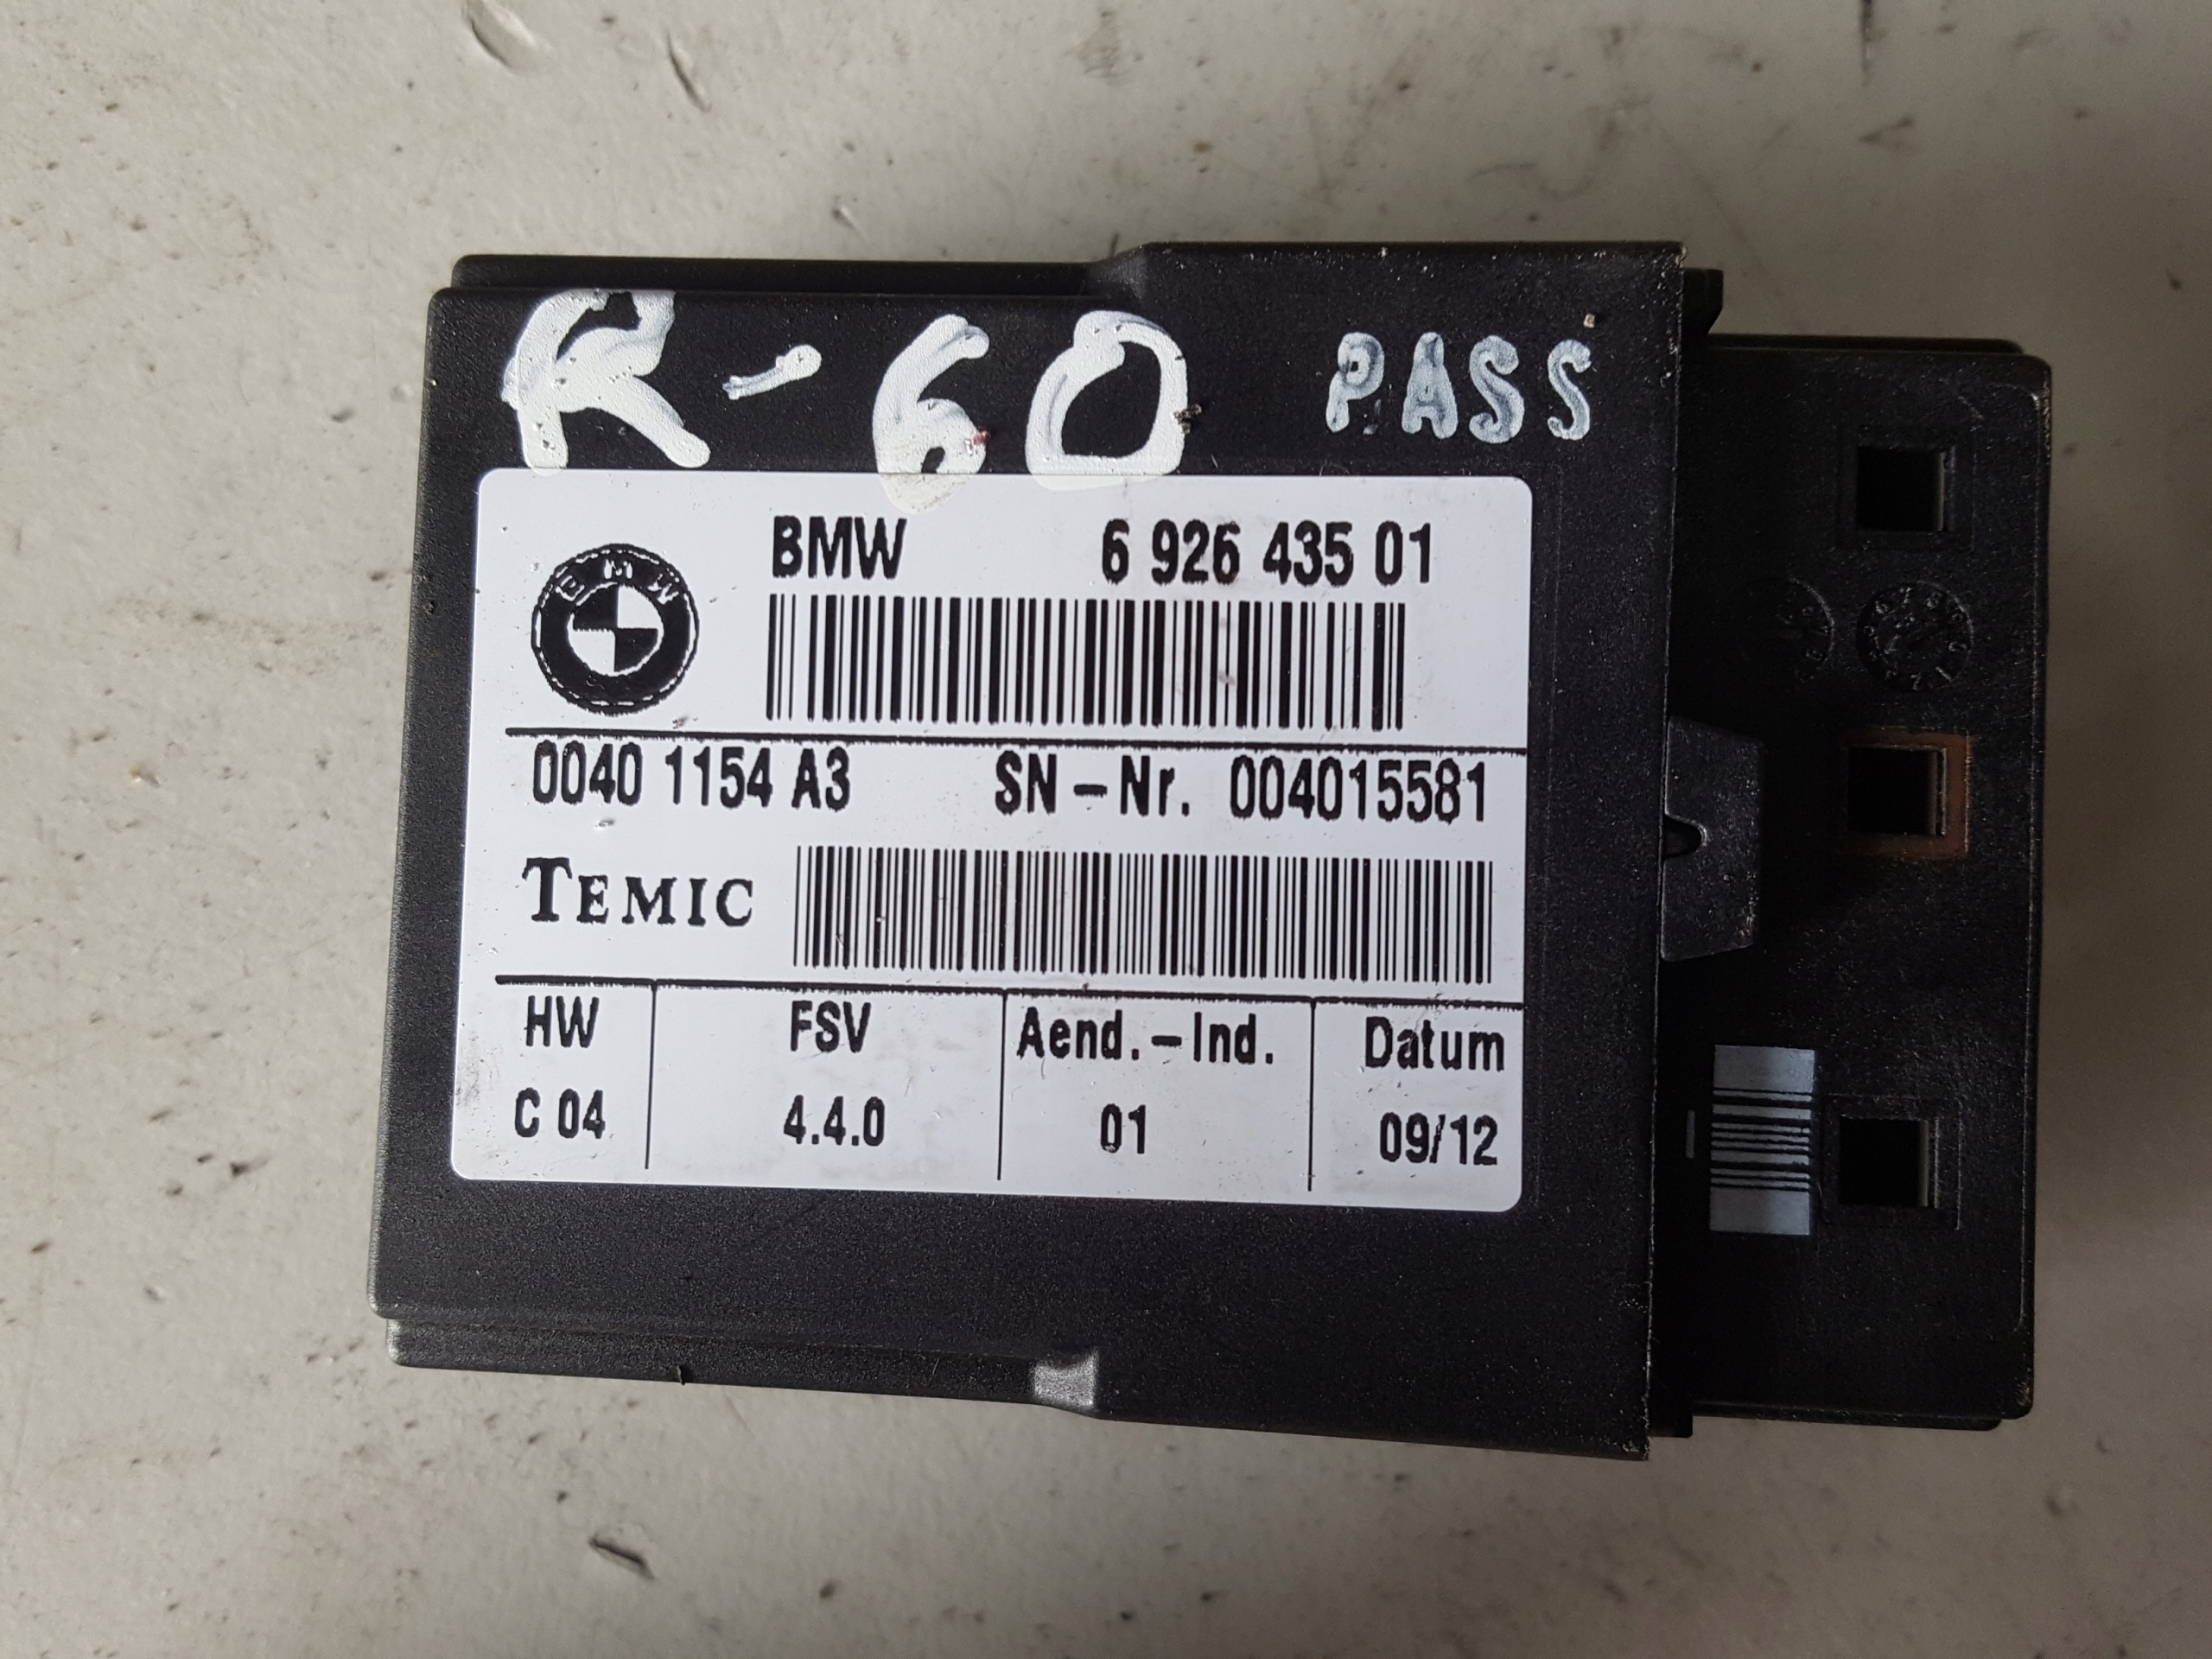 R-60 PASS
BMW 6 926 435 01
BMW
0040 1154 A3 SN-Nr. 004015581
TEMIC
HW FSV Aend.-Ind. Datum
C 04 4.4.0 01 09/12